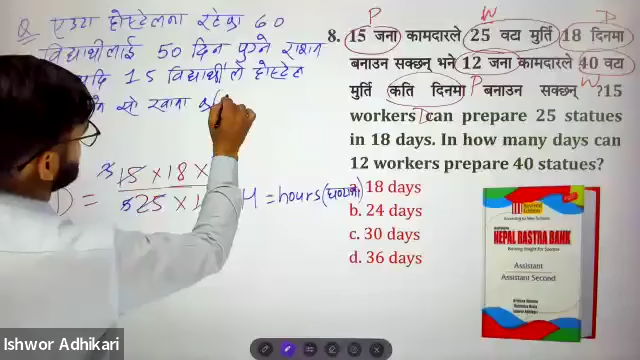 Q एउटा होस्टेलमा रहेका 60
विद्यार्थीलाई 50 दिन पुग्ने राशन
यदि 15 विद्यार्थीले होस्टेल
सो खाना
15 × 18 ×
D =
25 × 1
H = hours (घण्टा)
P W D
8. 15 जना कामदारले 25 वटा मुर्ति 18 दिनमा
बनाउन सक्छन् भने 12 जना कामदारले 40 वटा
मुर्ति कति दिनमा बनाउन सक्छन् ?15
P W
D
workers can prepare 25 statues
in 18 days. In how many days can
12 workers prepare 40 statues?
a. 18 days
b. 24 days
c. 30 days
d. 36 days
NEPAL RASTRA BANK
Assistant
Assistant Second
Ishwor Adhikari